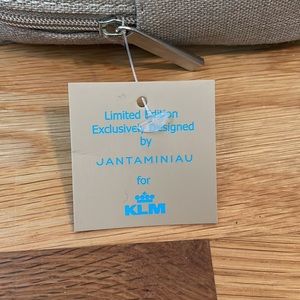 Limited Edition
Exclusively Designed
by
JANTAMINIAU
for
KLM